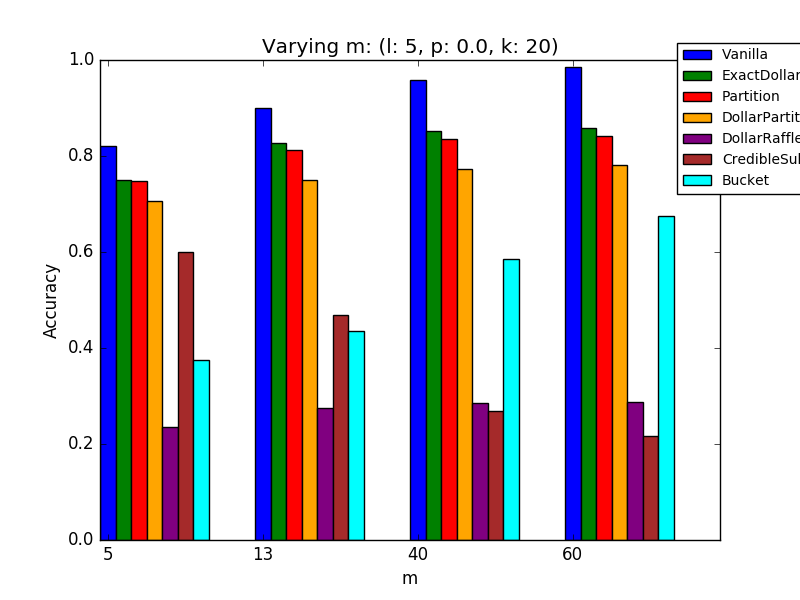 Varying m: (l: 5, p: 0.0, k: 20)
Vanilla
ExactDollar
Partition
DollarPartit
DollarRaffle
CredibleSu
Bucket
1.0
0.8
0.6
0.4
0.2
0.0
Accuracy
5 13 40 60
m